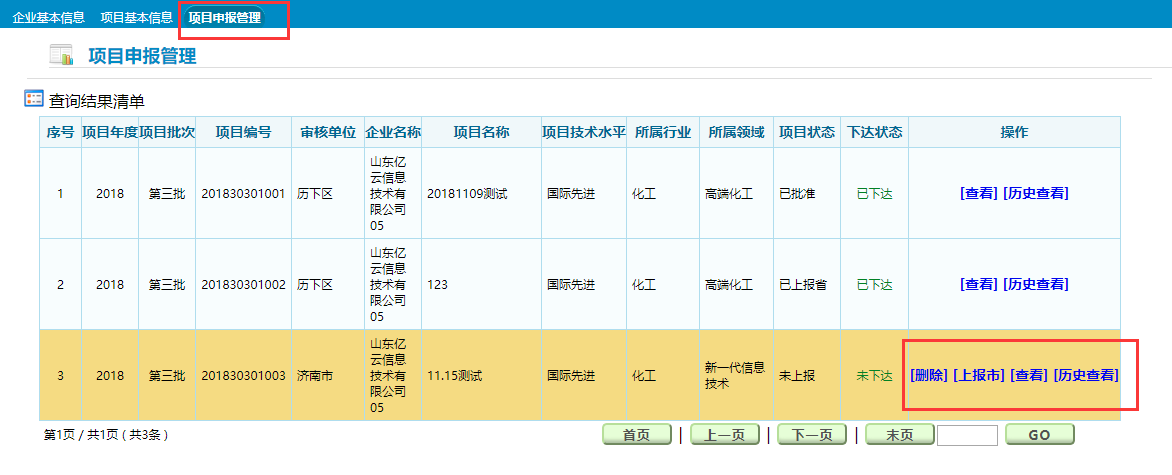 企业基本信息 项目基本信息 项目申报管理
项目申报管理
查询结果清单
序号 项目年度 项目批次 项目编号 审核单位 企业名称 项目名称 项目技术水平 所属行业 所属领域 项目状态 下达状态 操作
1 2018 第三批 201830301001 历下区 山东亿云信息技术有限公司05 20181109测试 国际先进 化工 高端化工 已批准 已下达 [查看] [历史查看]
2 2018 第三批 201830301002 历下区 山东亿云信息技术有限公司05 123 国际先进 化工 高端化工 已上报省 已下达 [查看] [历史查看]
3 2018 第三批 201830301003 济南市 山东亿云信息技术有限公司05 11.15测试 国际先进 化工 新一代信息技术 未上报 未下达 [删除] [上报市] [查看] [历史查看]
第1页 / 共1页 ( 共3条 ) 首页 | 上一页 | 下一页 | 末页 GO